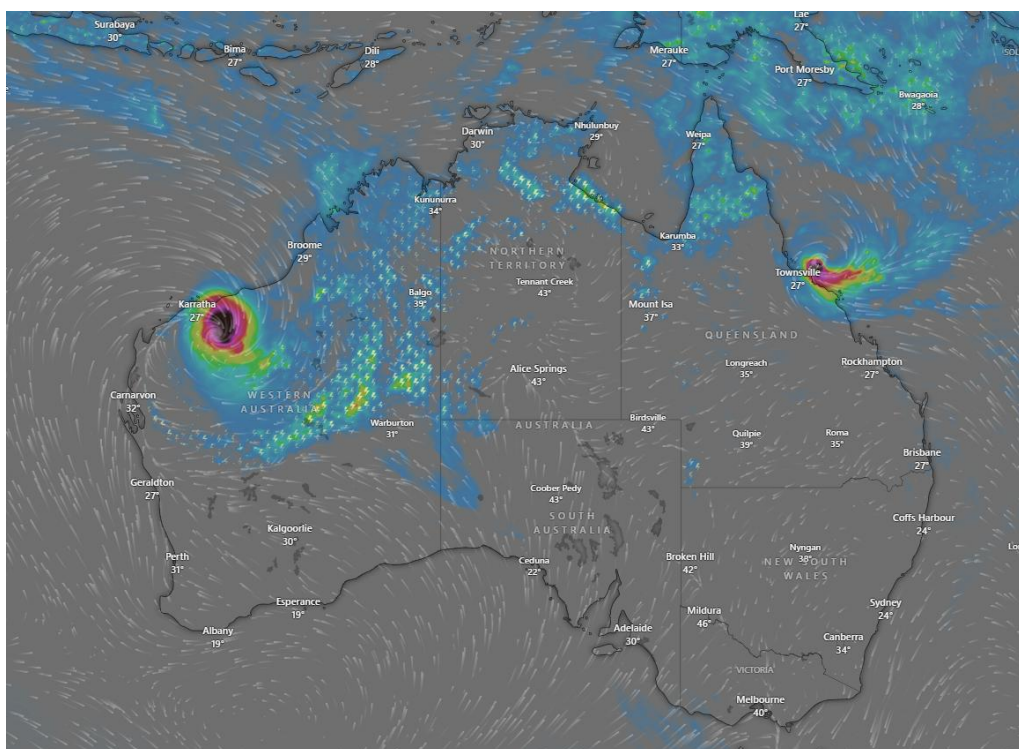 Surabaya
30°
Bima
27°
Dili
28°
Lae
27°
Merauke
27°
Port Moresby
27°
Bwagaoia
28°
Darwin
30°
Nhulunbuy
29°
Weipa
27°
Kununurra
34°
Karumba
33°
Broome
29°
NORTHERN
TERRITORY
Tennant Creek
43°
Townsville
27°
Karratha
27°
Balgo
39°
Mount Isa
37°
QUEENSLAND
Longreach
35°
Rockhampton
27°
Alice Springs
43°
Carnarvon
32°
WESTERN
AUSTRALIA
Warburton
31°
AUSTRALIA
Birdsville
43°
Quilpie
39°
Roma
35°
Brisbane
27°
Geraldton
27°
Coober Pedy
43°
SOUTH
AUSTRALIA
Coffs Harbour
24°
Kalgoorlie
30°
Perth
31°
Ceduna
22°
Broken Hill
42°
Nyngan
38°
NEW SOUTH
WALES
Esperance
19°
Albany
19°
Adelaide
30°
Mildura
46°
Sydney
24°
Canberra
34°
VICTORIA
Melbourne
40°